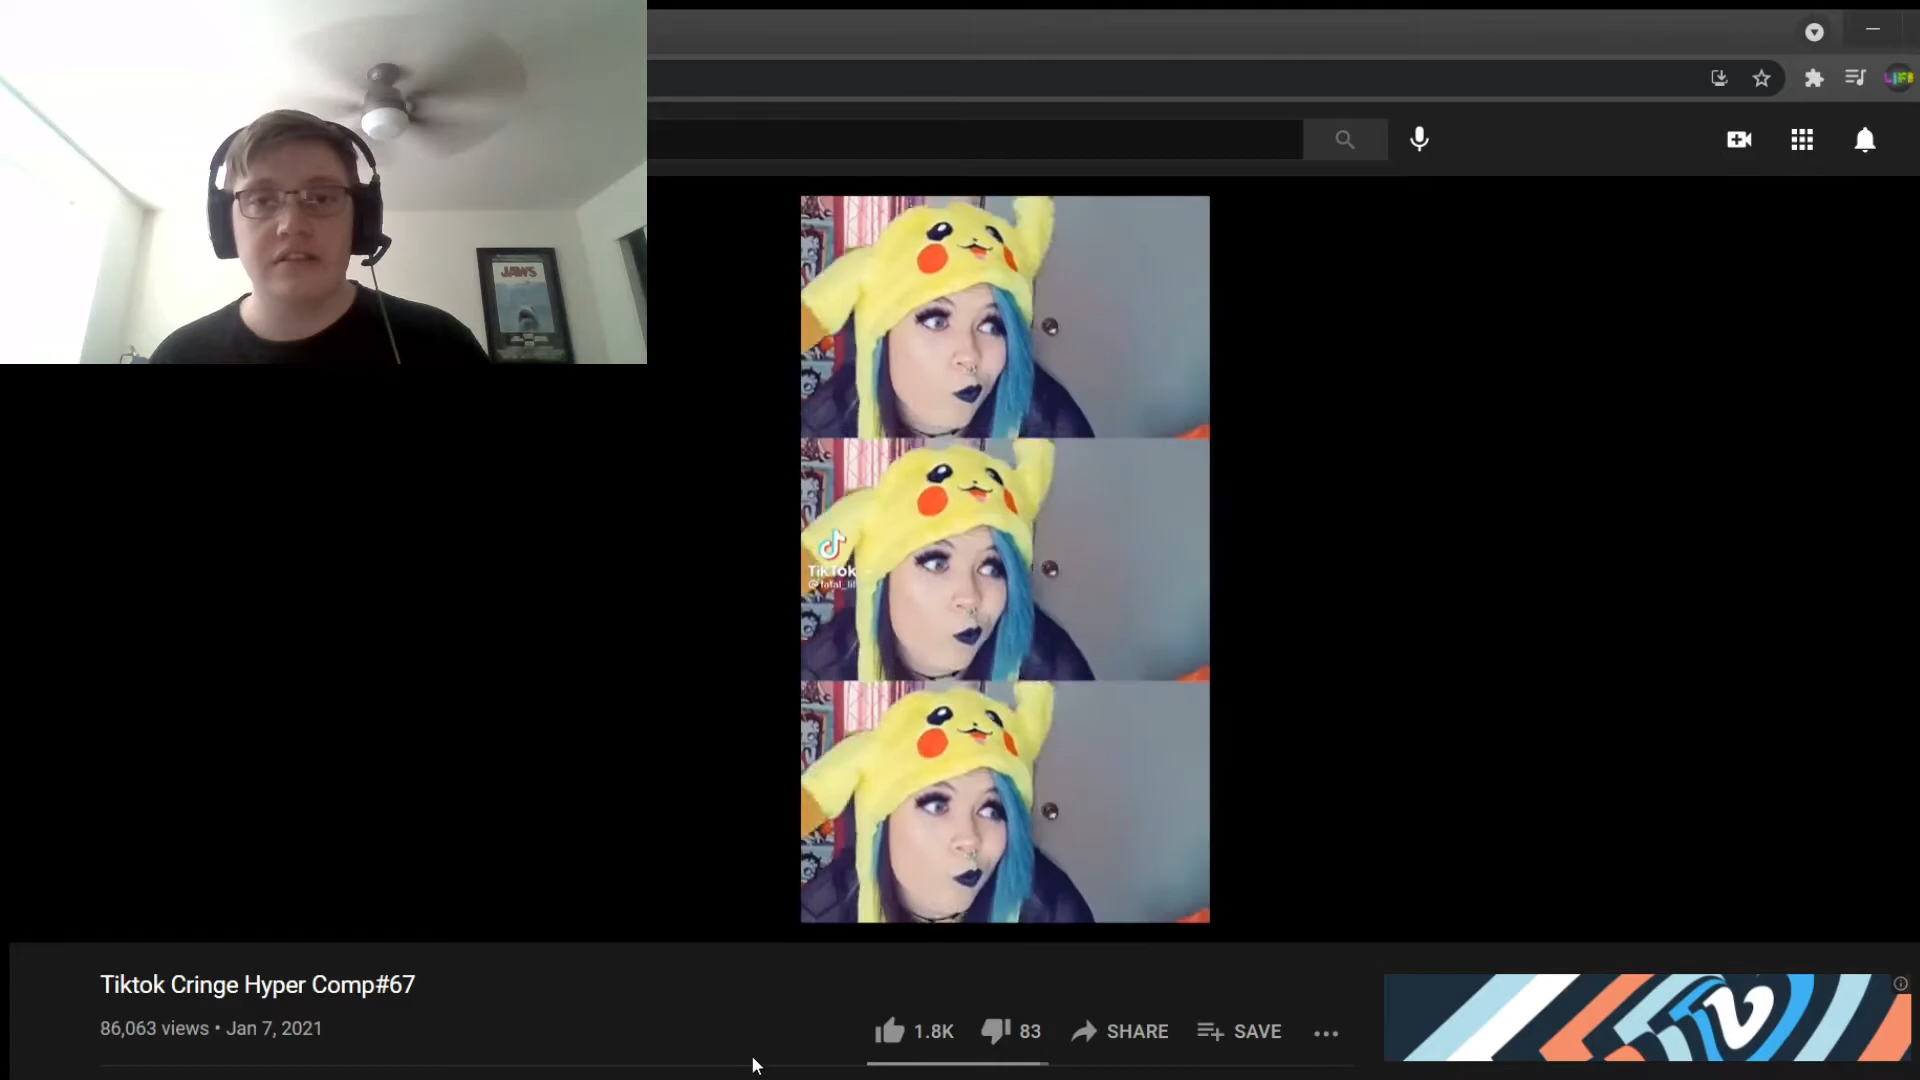 JAWS
TikTok
Tiktok Cringe Hyper Comp#67
86,063 views • Jan 7, 2021
1.8K
83
SHARE
SAVE